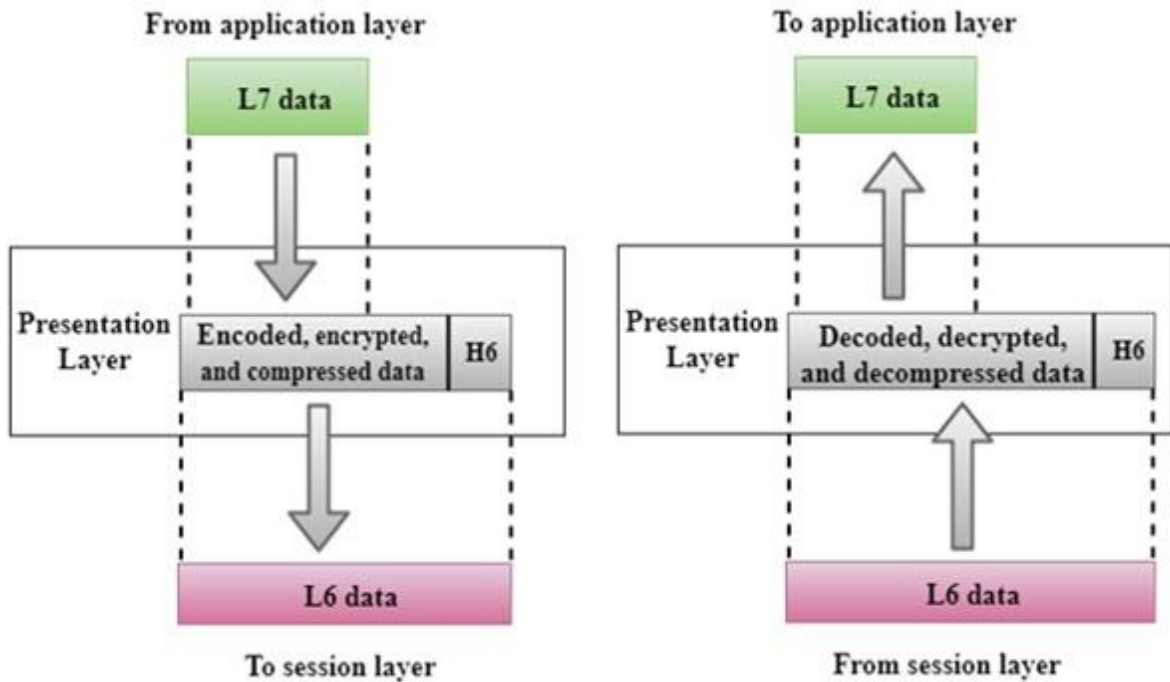 From application layer
L7 data
Presentation
Layer
Encoded, encrypted,
and compressed data
H6
L6 data
To session layer
To application layer
L7 data
Presentation
Layer
Decoded, decrypted,
and decompressed data
H6
L6 data
From session layer